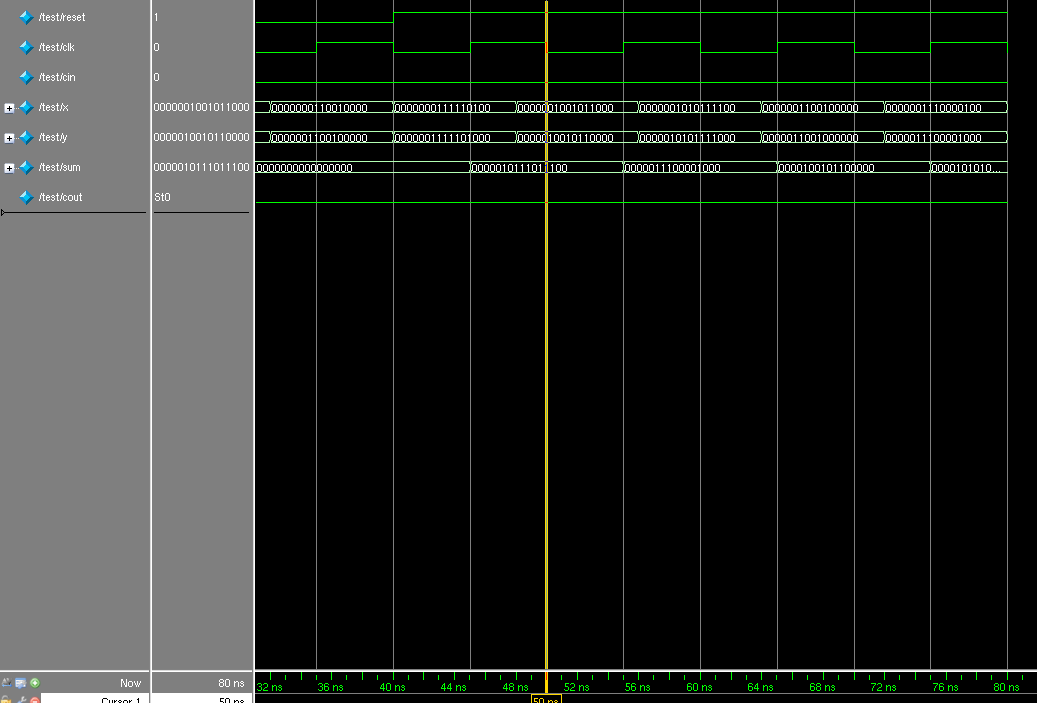 /test/reset 1
/test/clk 0
/test/cin 0
/test/x 0000001001011000 0000000110010000 0000000111110100 0000001001011000 0000001010111100 0000001100100000 0000001110000100
/test/y 0000010010110000 0000001100100000 0000001111101000 0000010010110000 0000010101111000 0000011001000000 0000011100001000
/test/sum 0000010111011100 0000000000000000 0000010111011100 0000011100001000 0000100101100000 0000101010...
/test/cout St0
Now 80 ns 32 ns 36 ns 40 ns 44 ns 48 ns 52 ns 56 ns 60 ns 64 ns 68 ns 72 ns 76 ns 80 ns
Cursor 1 50 ns 50 ns